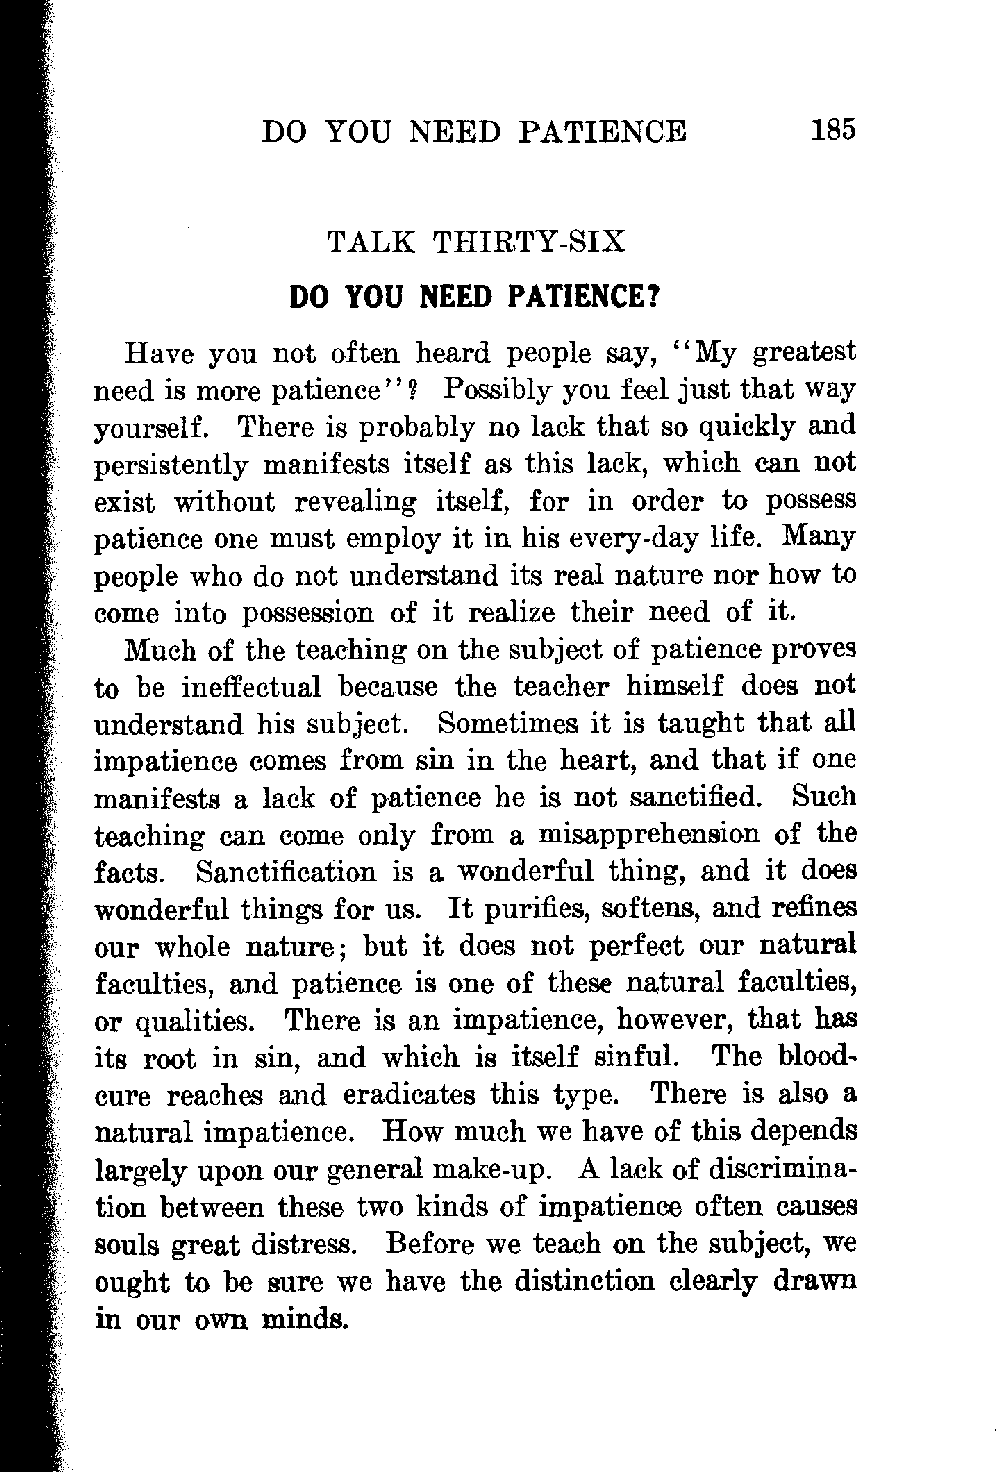 DO YOU NEED PATIENCE 185
TALK THIRTY-SIX
DO YOU NEED PATIENCE?
Have you not often heard people say, “My greatest
need is more patience”? Possibly you feel just that way
yourself. There is probably no lack that so quickly and
persistently manifests itself as this lack, which can not
exist without revealing itself, for in order to possess
patience one must employ it in his every-day life. Many
people who do not understand its real nature nor how to
come into possession of it realize their need of it.
Much of the teaching on the subject of patience proves
to be ineffectual because the teacher himself does not
understand his subject. Sometimes it is taught that all
impatience comes from sin in the heart, and that if one
manifests a lack of patience he is not sanctified. Such
teaching can come only from a misapprehension of the
facts. Sanctification is a wonderful thing, and it does
wonderful things for us. It purifies, softens, and refines
our whole nature; but it does not perfect our natural
faculties, and patience is one of these natural faculties,
or qualities. There is an impatience, however, that has
its root in sin, and which is itself sinful. The blood-
cure reaches and eradicates this type. There is also a
natural impatience. How much we have of this depends
largely upon our general make-up. A lack of discrimina-
tion between these two kinds of impatience often causes
souls great distress. Before we teach on the subject, we
ought to be sure we have the distinction clearly drawn
in our own minds.